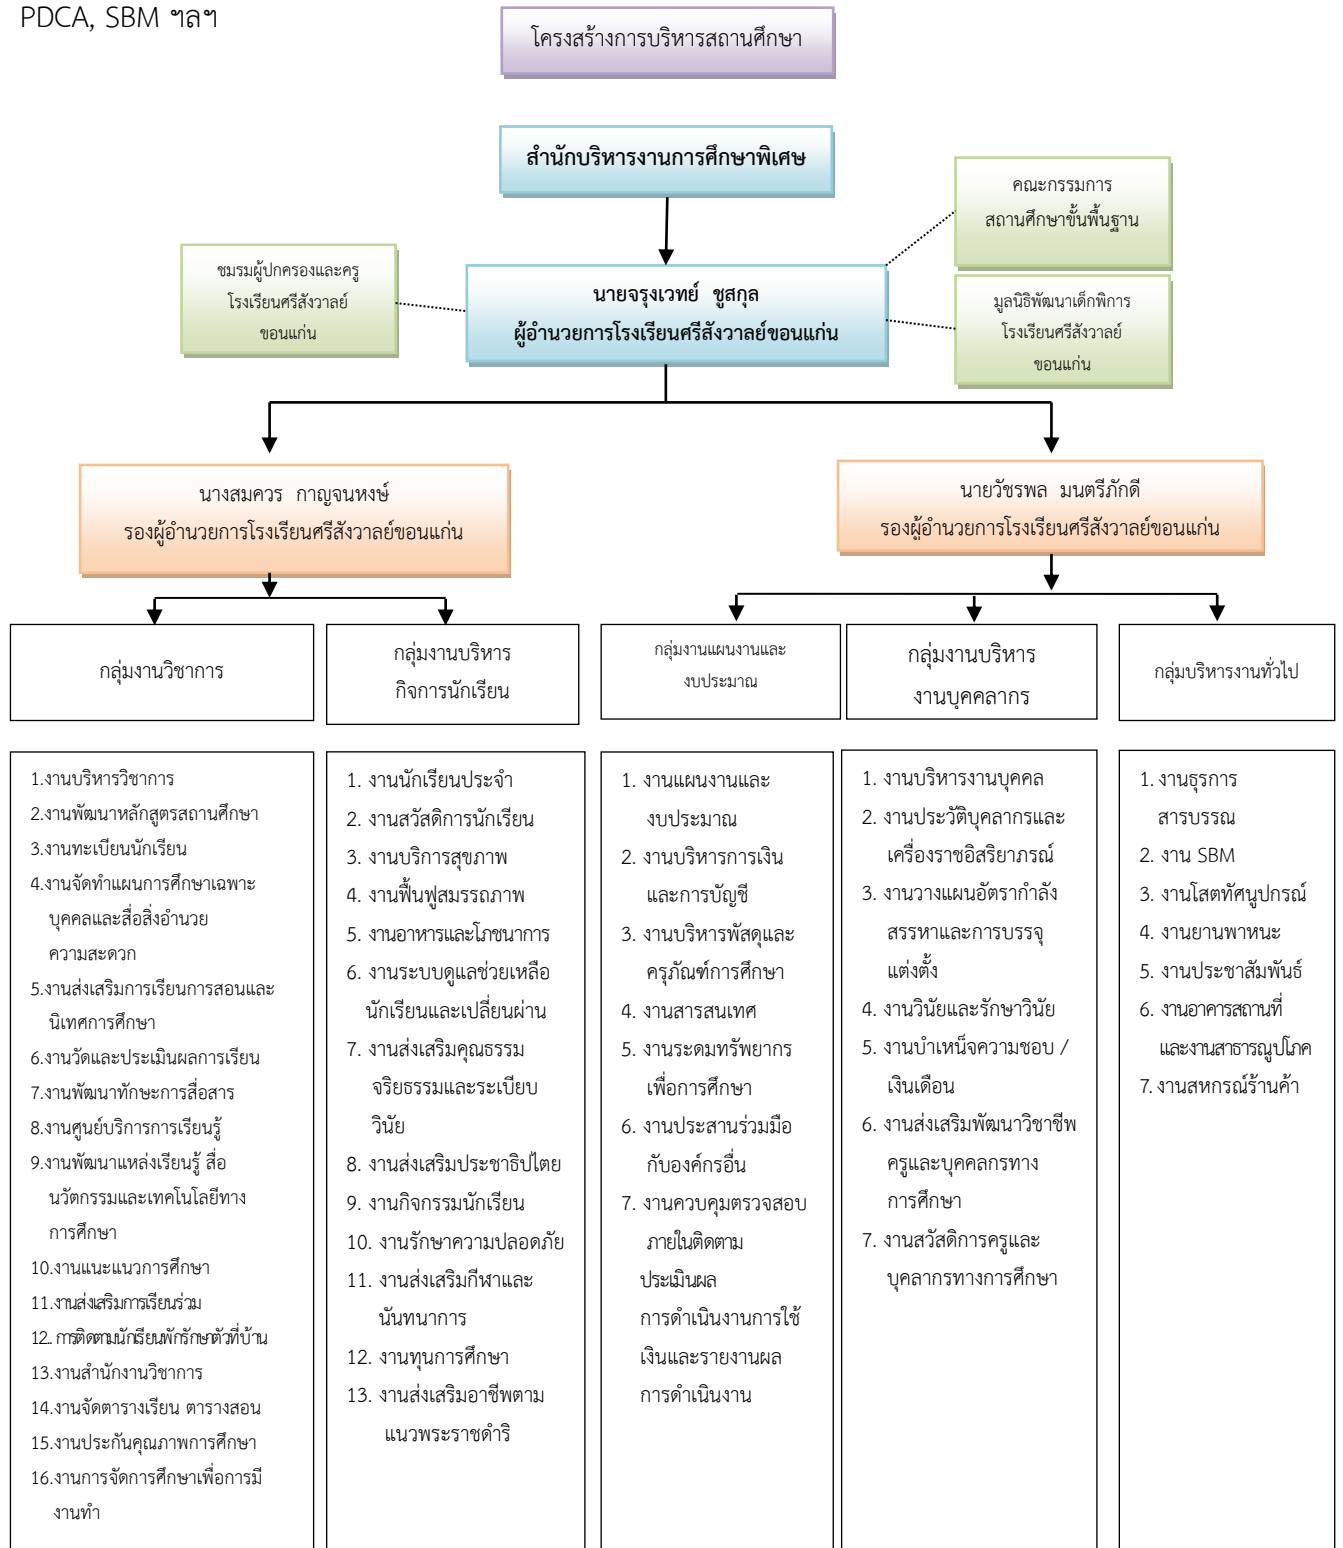 PDCA, SBM ฯลฯ
โครงสร้างการบริหารสถานศึกษา
สำนักบริหารงานการศึกษาพิเศษ
คณะกรรมการ
สถานศึกษาขั้นพื้นฐาน
ชมรมผู้ปกครองและครู
โรงเรียนศรีสังวาลย์
ขอนแก่น
นายจรุงเวทย์ ชูสกุล
ผู้อำนวยการโรงเรียนศรีสังวาลย์ขอนแก่น
มูลนิธิพัฒนาเด็กพิการ
โรงเรียนศรีสังวาลย์
ขอนแก่น
นางสมควร กาญจนหงษ์
รองผู้อำนวยการโรงเรียนศรีสังวาลย์ขอนแก่น
นายวัชรพล มนตรีภักดี
รองผู้อำนวยการโรงเรียนศรีสังวาลย์ขอนแก่น
กลุ่มงานวิชาการ
กลุ่มงานบริหาร
กิจการนักเรียน
กลุ่มงานแผนงานและ
งบประมาณ
กลุ่มงานบริหาร
งานบุคคลากร
กลุ่มบริหารงานทั่วไป
1.งานบริหารวิชาการ
2.งานพัฒนาหลักสูตรสถานศึกษา
3.งานทะเบียนนักเรียน
4.งานจัดทำแผนการศึกษาเฉพาะ
บุคคลและสื่อสิ่งอำนวย
ความสะดวก
5.งานส่งเสริมการเรียนการสอนและ
นิเทศการศึกษา
6.งานวัดและประเมินผลการเรียน
7.งานพัฒนาทักษะการสื่อสาร
8.งานศูนย์บริการการเรียนรู้
9.งานพัฒนาแหล่งเรียนรู้ สื่อ
นวัตกรรมและเทคโนโลยีทาง
การศึกษา
10.งานแนะแนวการศึกษา
11.งานส่งเสริมการเรียนร่วม
12.. การติดตามนักเรียนพักรักษาตัวที่บ้าน
13.งานสำนักงานวิชาการ
14.งานจัดตารางเรียน ตารางสอน
15.งานประกันคุณภาพการศึกษา
16.งานการจัดการศึกษาเพื่อการมี
งานทำ
1. งานนักเรียนประจำ
2. งานสวัสดิการนักเรียน
3. งานบริการสุขภาพ
4. งานฟื้นฟูสมรรถภาพ
5. งานอาหารและโภชนาการ
6. งานระบบดูแลช่วยเหลือ
นักเรียนและเปลี่ยนผ่าน
7. งานส่งเสริมคุณธรรม
จริยธรรมและระเบียบ
วินัย
8. งานส่งเสริมประชาธิปไตย
9. งานกิจกรรมนักเรียน
10. งานรักษาความปลอดภัย
11. งานส่งเสริมกีฬาและ
นันทนาการ
12. งานทุนการศึกษา
13. งานส่งเสริมอาชีพตาม
แนวพระราชดำริ
1. งานแผนงานและ
งบประมาณ
2. งานบริหารการเงิน
และการบัญชี
3. งานบริหารพัสดุและ
ครุภัณฑ์การศึกษา
4. งานสารสนเทศ
5. งานระดมทรัพยากร
เพื่อการศึกษา
6. งานประสานร่วมมือ
กับองค์กรอื่น
7. งานควบคุมตรวจสอบ
ภายในติดตาม
ประเมินผล
การดำเนินงานการใช้
เงินและรายงานผล
การดำเนินงาน
1. งานบริหารงานบุคคล
2. งานประวัติบุคลากรและ
เครื่องราชอิสริยาภรณ์
3. งานวางแผนอัตรากำลัง
สรรหาและการบรรจุ
แต่งตั้ง
4. งานวินัยและรักษาวินัย
5. งานบำเหน็จความชอบ /
เงินเดือน
6. งานส่งเสริมพัฒนาวิชาชีพ
ครูและบุคคลกรทาง
การศึกษา
7. งานสวัสดิการครูและ
บุคลากรทางการศึกษา
1. งานธุรการ
สารบรรณ
2. งาน SBM
3. งานโสตทัศนูปกรณ์
4. งานยานพาหนะ
5. งานประชาสัมพันธ์
6. งานอาคารสถานที่
และงานสาธารณูปโภค
7. งานสหกรณ์ร้านค้า